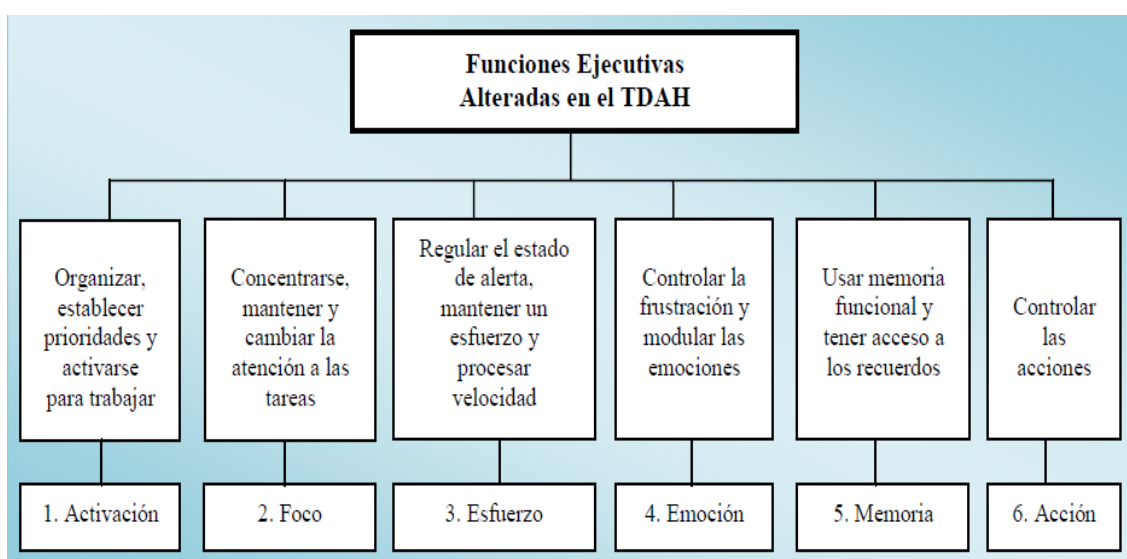 Funciones Ejecutivas
Alteradas en el TDAH
Organizar,
establecer
prioridades y
activarse
para trabajar
Concentrarse,
mantener y
cambiar la
atención a las
tareas
Regular el estado
de alerta,
mantener un
esfuerzo y
procesar
velocidad
Controlar la
frustración y
modular las
emociones
Usar memoria
funcional y
tener acceso a
los recuerdos
Controlar
las
acciones
1. Activación
2. Foco
3. Esfuerzo
4. Emoción
5. Memoria
6. Acción